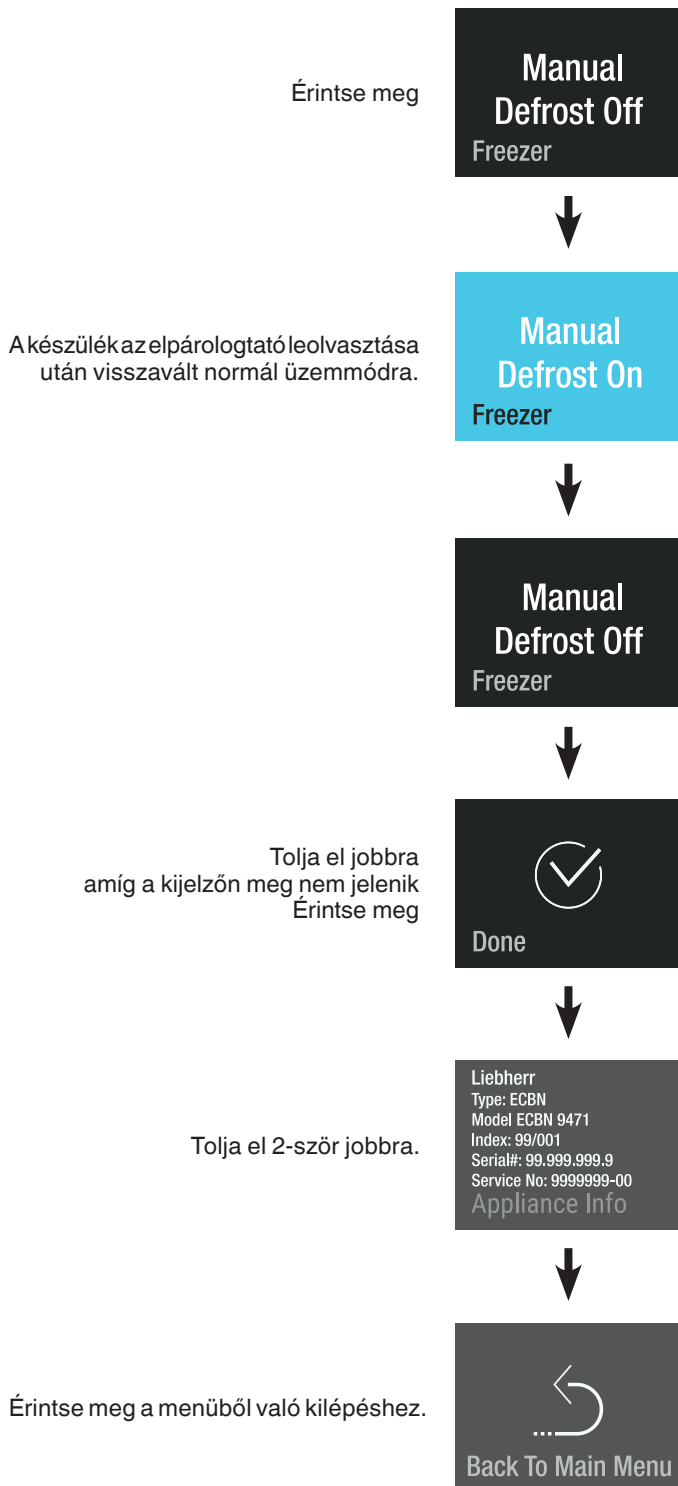 Érintse meg
Manual
Defrost Off
Freezer
A készülék az elpárologtató leolvasztása
után visszavált normál üzemmódra.
Manual
Defrost On
Freezer
Manual
Defrost Off
Freezer
Tolja el jobbra
amíg a kijelzőn meg nem jelenik
Érintse meg
Done
Tolja el 2-ször jobbra.
Liebherr
Type: ECBN
Model ECBN 9471
Index: 99/001
Serial#: 99.999.999.9
Service No: 9999999-00
Appliance Info
Érintse meg a menüből való kilépéshez.
Back To Main Menu